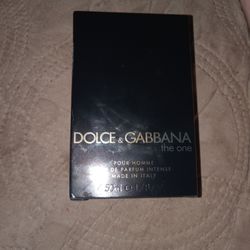 DOLCE & GABBANA
the one
POUR HOMME
DE PARFUM INTENSE
MADE IN ITALY